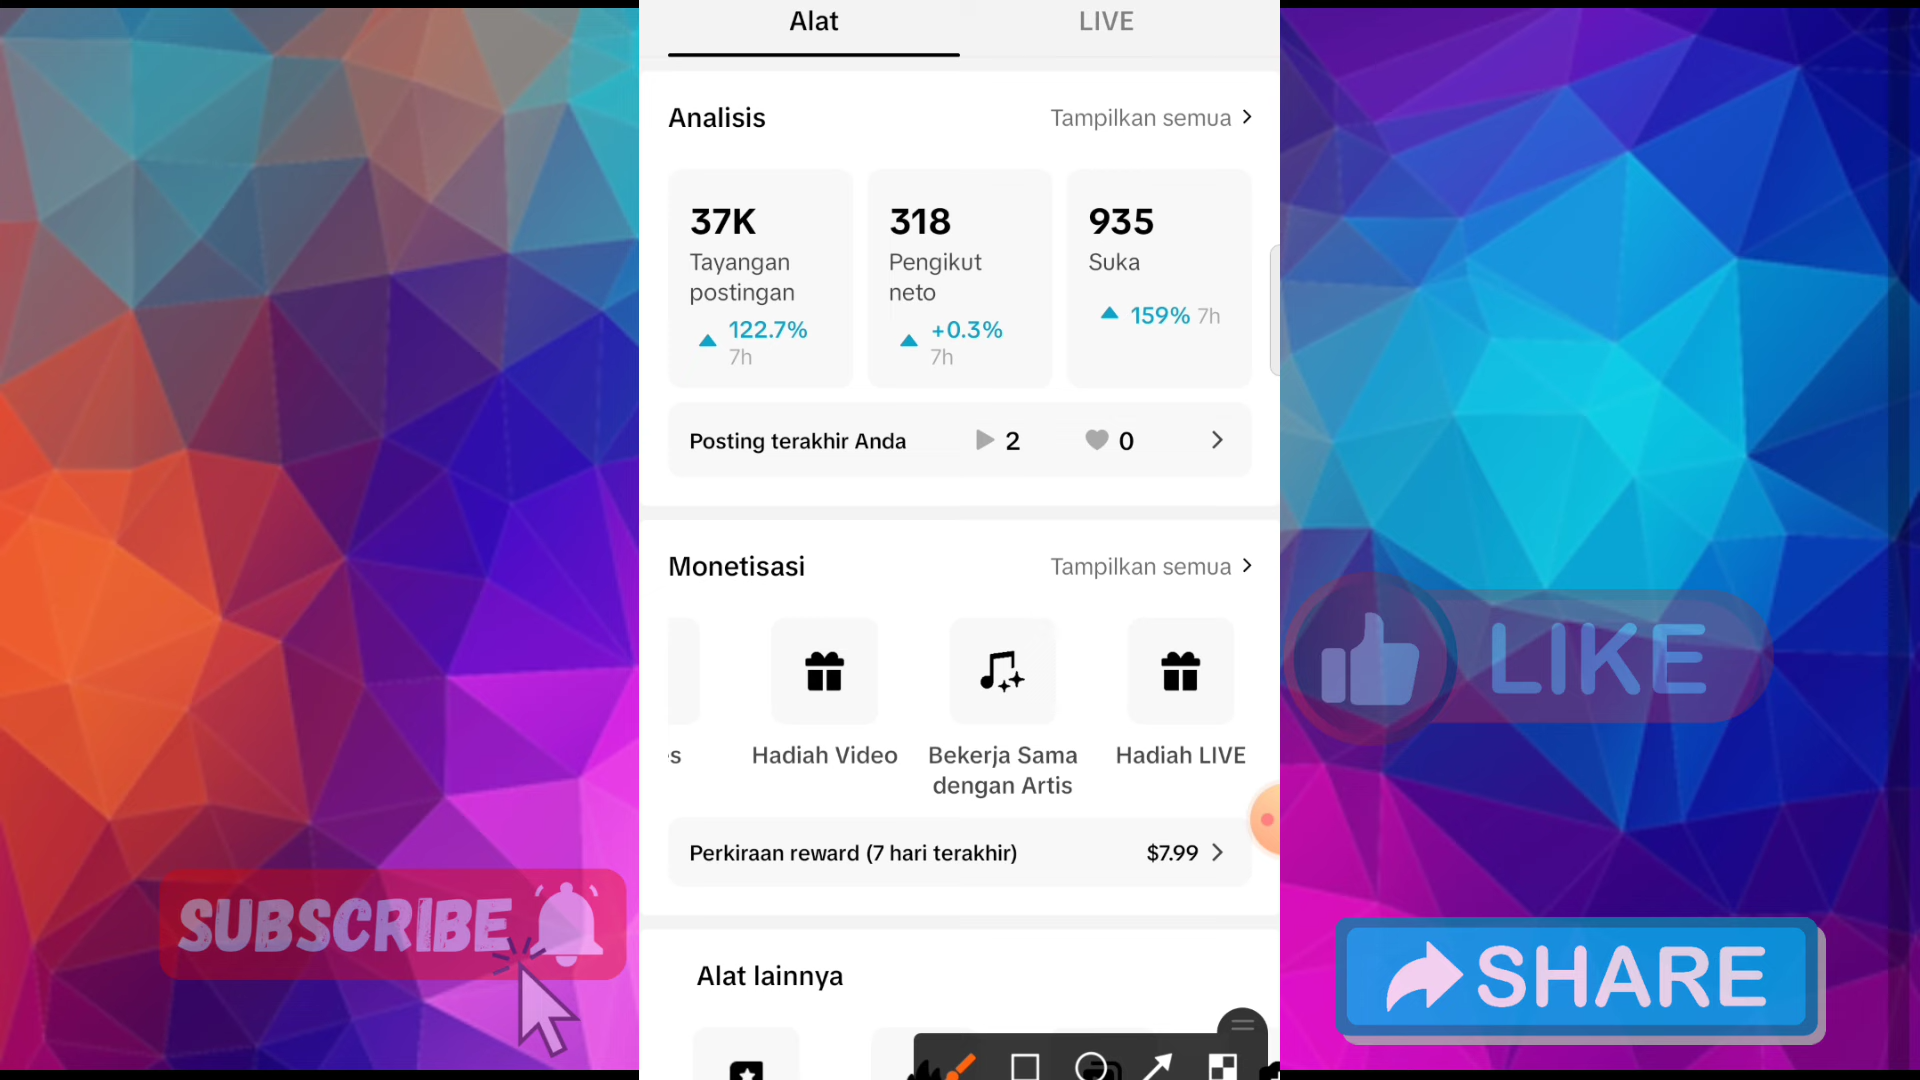 Alat
LIVE
Analisis
Tampilkan semua
37K
Tayangan
postingan
122.7%
7h
318
Pengikut
neto
+0.3%
7h
935
Suka
159% 7h
Posting terakhir Anda
2
0
Monetisasi
Tampilkan semua
s
Hadiah Video
Bekerja Sama
dengan Artis
Hadiah LIVE
Perkiraan reward (7 hari terakhir)
$7.99
Alat lainnya
SUBSCRIBE
LIKE
SHARE